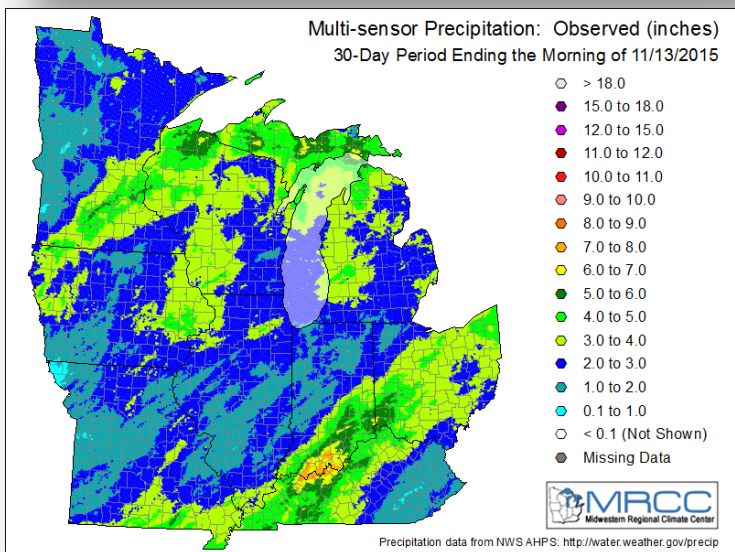 Multi-sensor Precipitation: Observed (inches)
30-Day Period Ending the Morning of 11/13/2015
> 18.0
15.0 to 18.0
12.0 to 15.0
11.0 to 12.0
10.0 to 11.0
9.0 to 10.0
8.0 to 9.0
7.0 to 8.0
6.0 to 7.0
5.0 to 6.0
4.0 to 5.0
3.0 to 4.0
2.0 to 3.0
1.0 to 2.0
0.1 to 1.0
< 0.1 (Not Shown)
Missing Data
MRCC
Midwestern Regional Climate Center
Precipitation data from NWS AHPS: http://water.weather.gov/precip